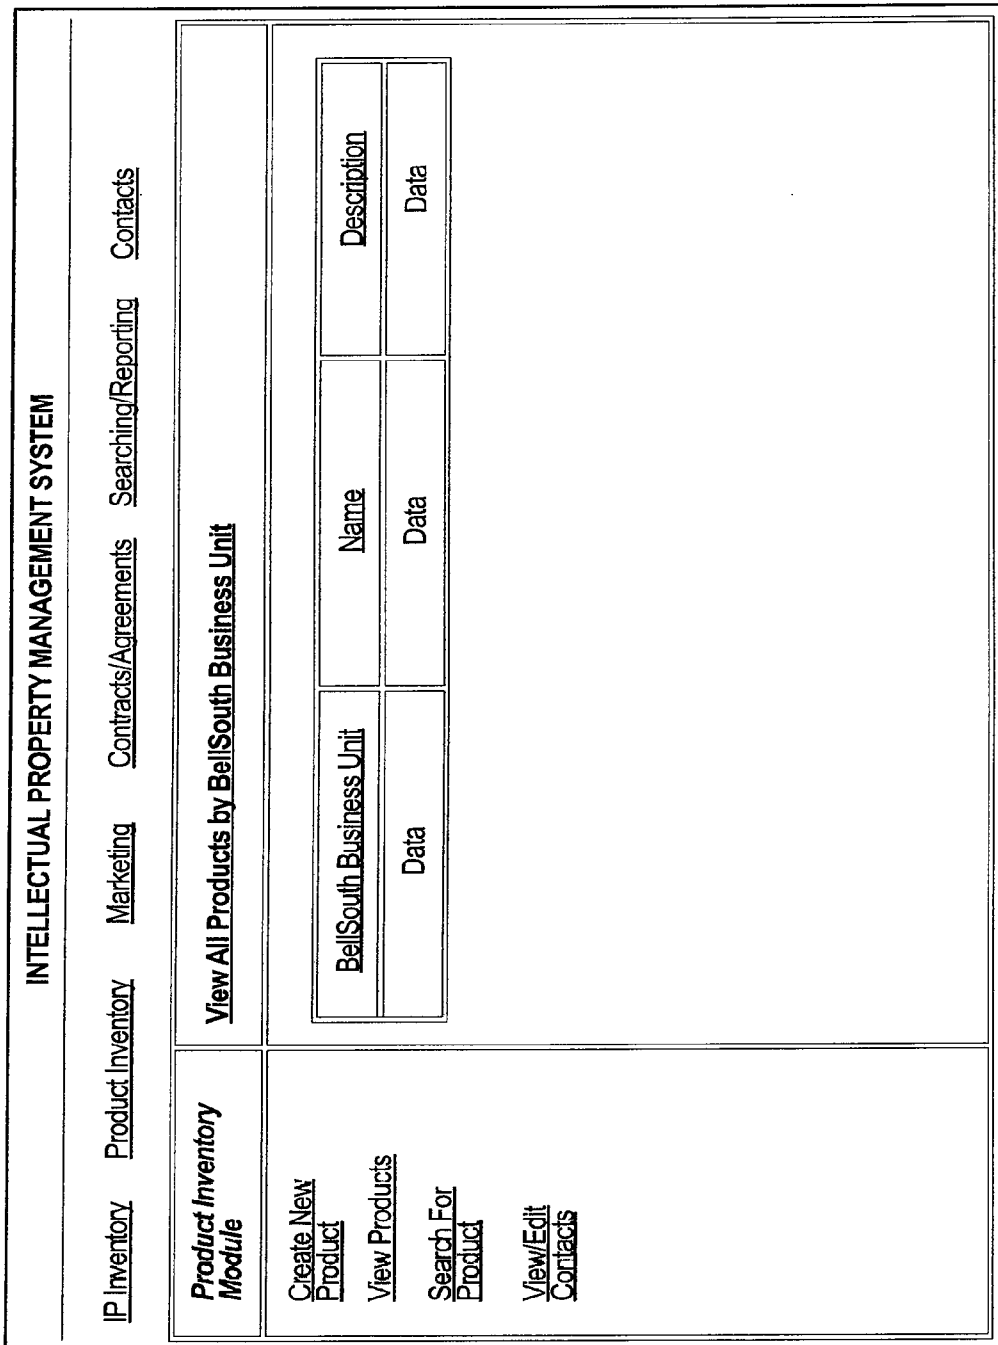 INTELLECTUAL PROPERTY MANAGEMENT SYSTEM
IP Inventory Product Inventory Marketing Contracts/Agreements Searching/Reporting Contacts
Product Inventory
Module
View All Products by BellSouth Business Unit
Create New
Product
View Products
Search For
Product
View/Edit
Contacts
BellSouth Business Unit Name Description
Data Data Data